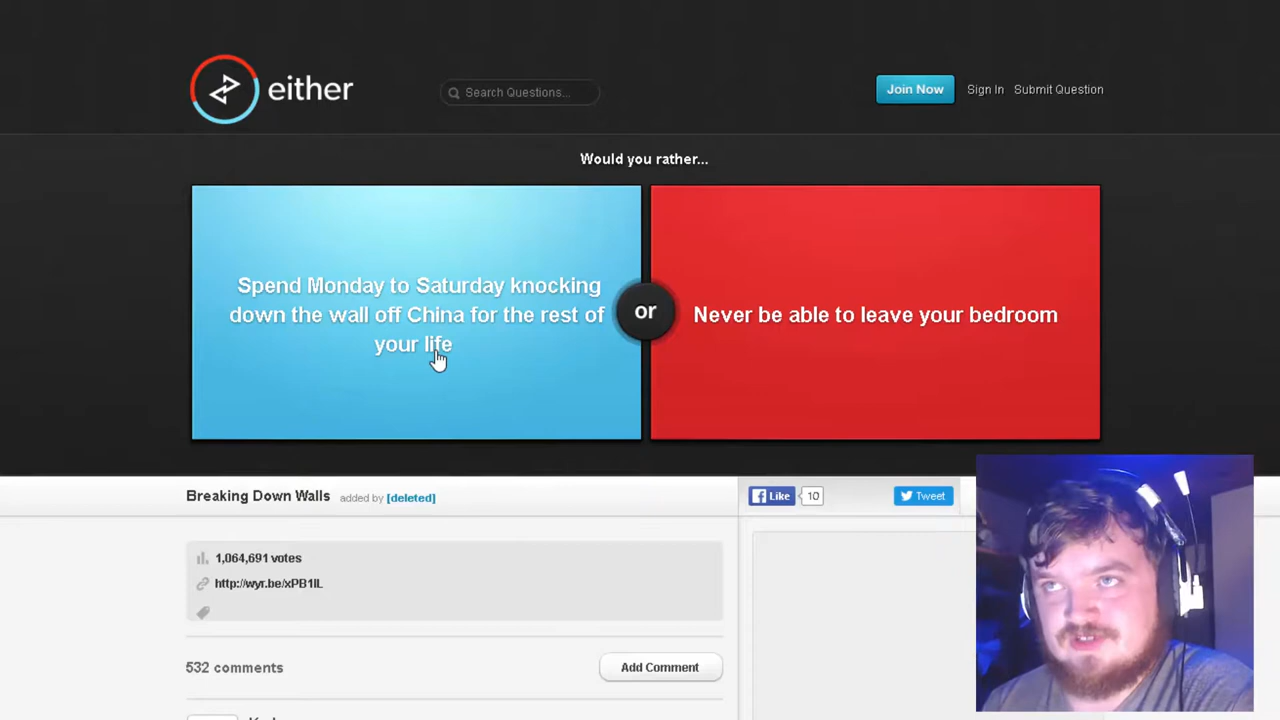 either
Search Questions...
Join Now
Sign In
Submit Question
Would you rather...
Spend Monday to Saturday knocking
down the wall off China for the rest of
your life
or
Never be able to leave your bedroom
Breaking Down Walls added by [deleted]
Like
10
Tweet
1,064,691 votes
http://wyr.be/xPB1lL
532 comments
Add Comment